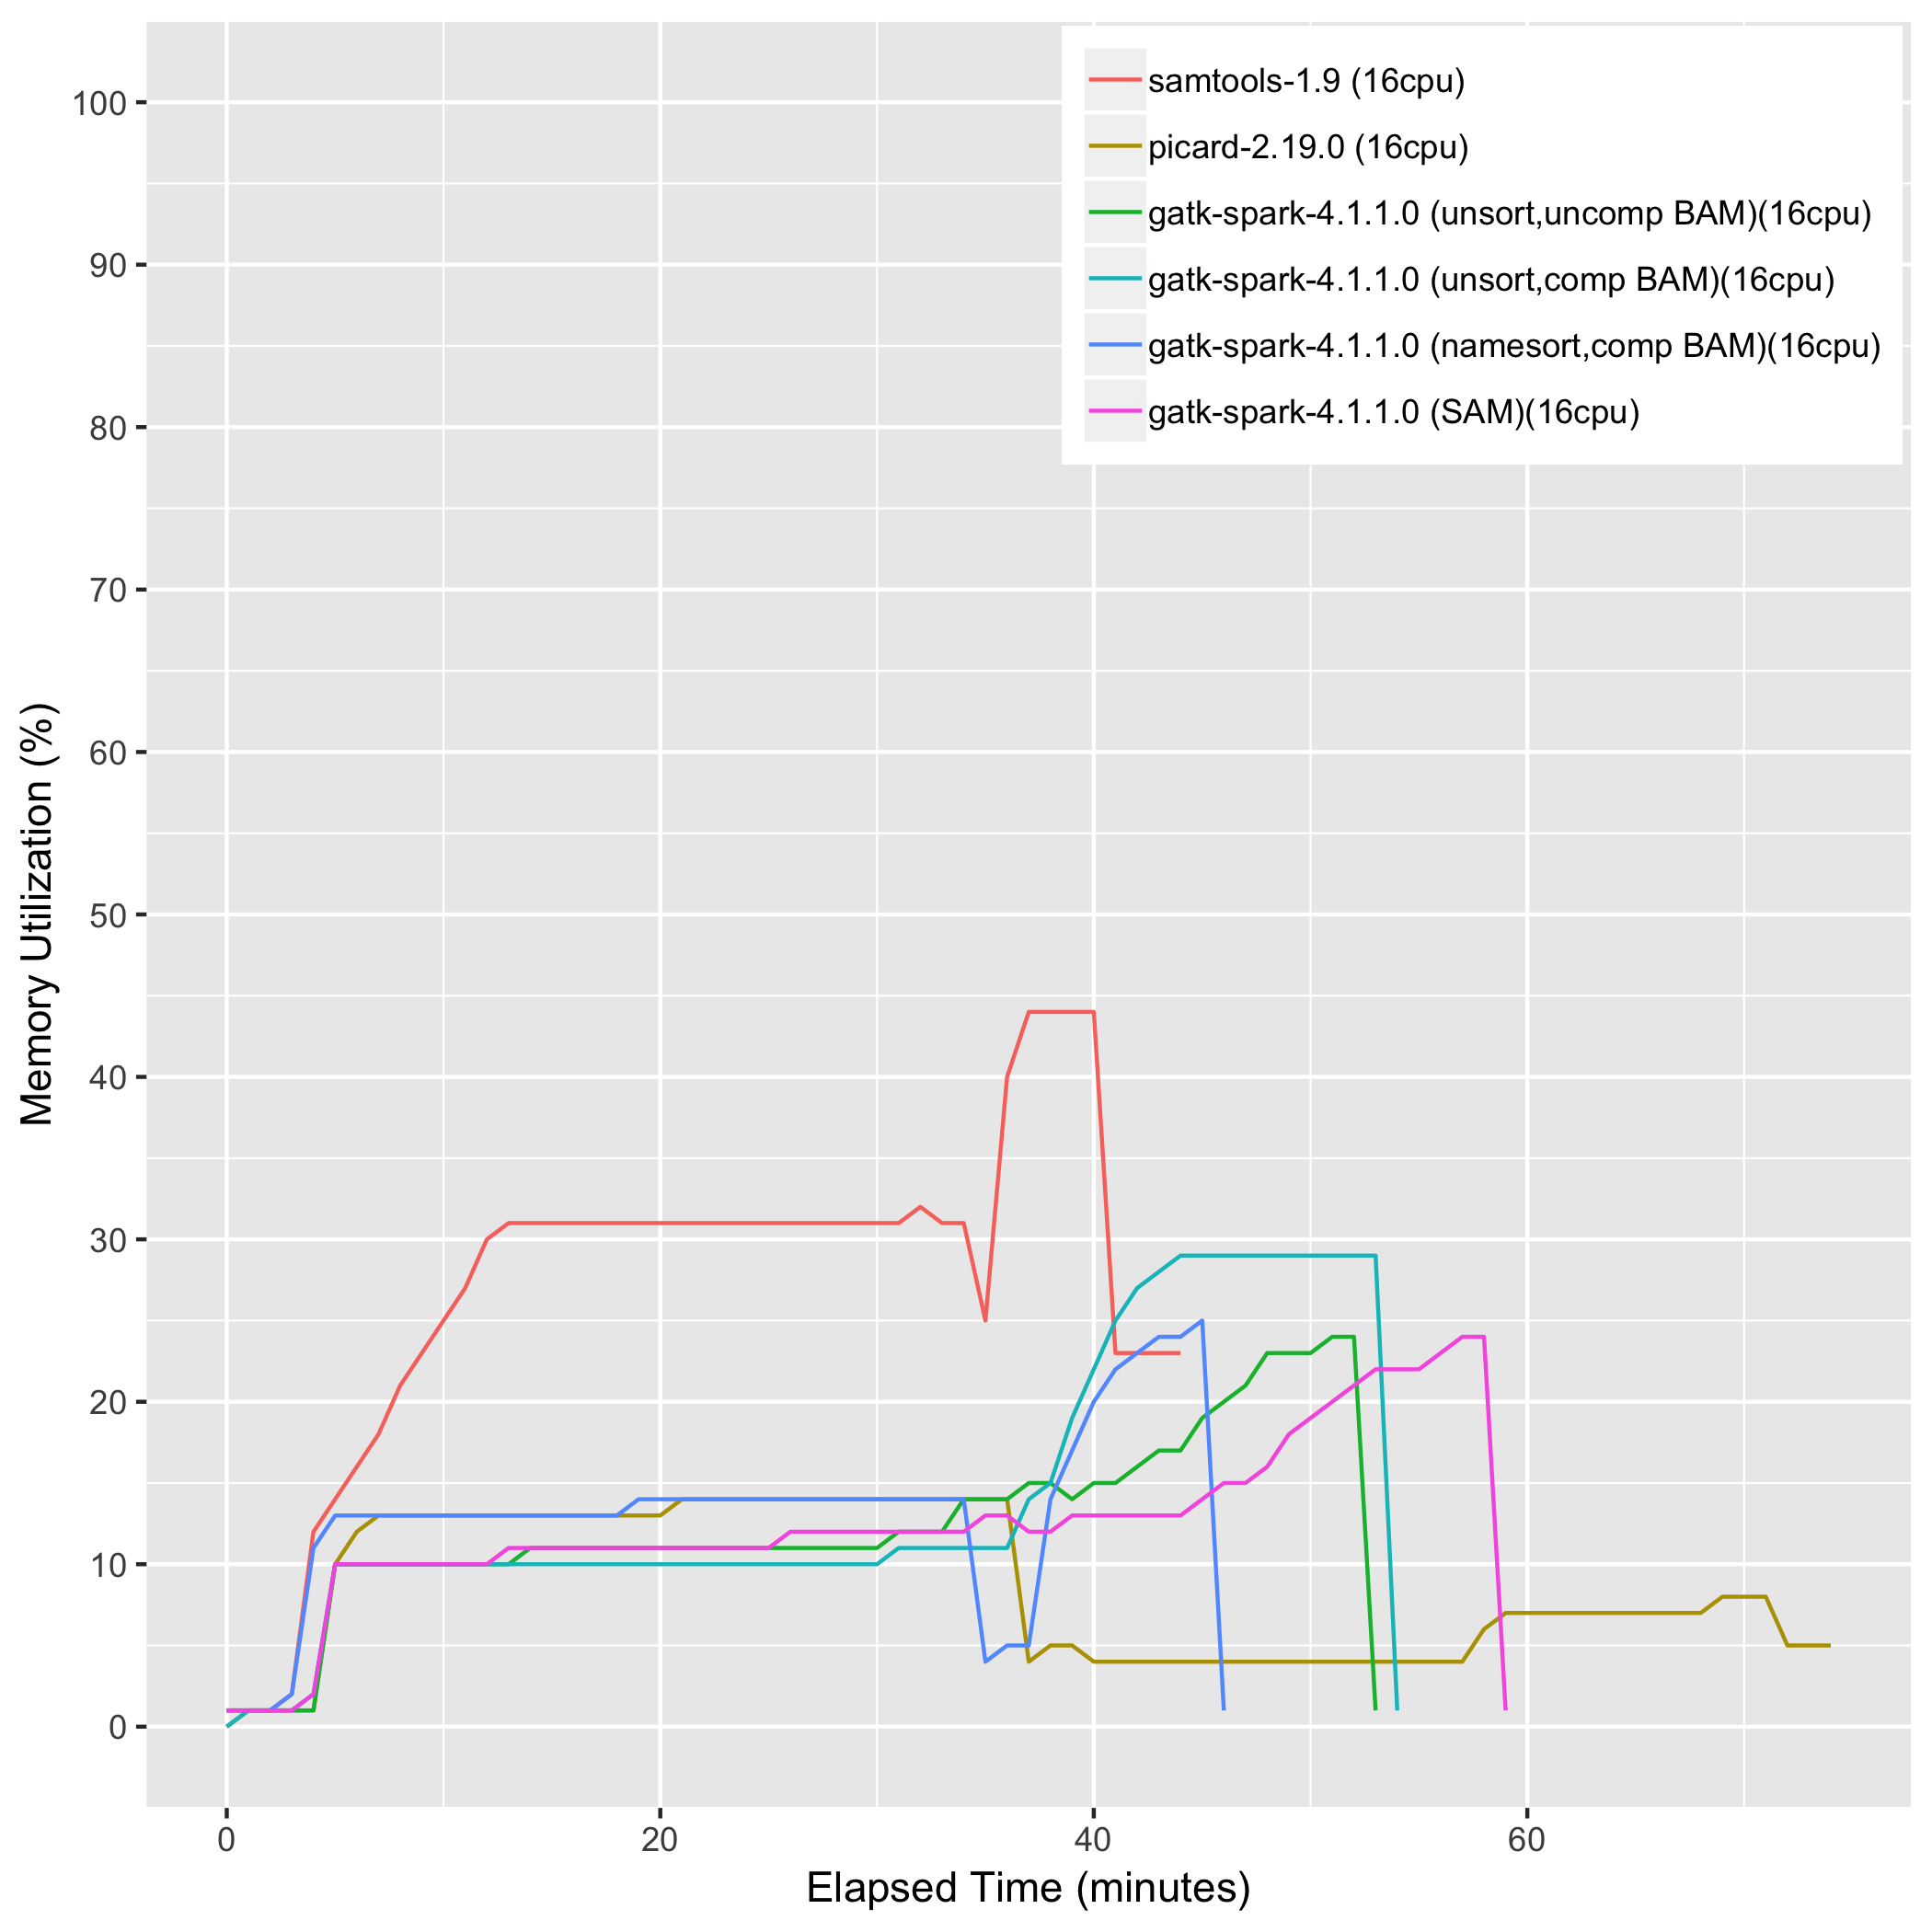 samtools-1.9 (16cpu)
picard-2.19.0 (16cpu)
gatk-spark-4.1.1.0 (unsort,uncomp BAM)(16cpu)
gatk-spark-4.1.1.0 (unsort,comp BAM)(16cpu)
gatk-spark-4.1.1.0 (namesort,comp BAM)(16cpu)
gatk-spark-4.1.1.0 (SAM)(16cpu)
100
90
80
70
60
50
40
30
20
10
0
Memory Utilization (%)
0 20 40 60
Elapsed Time (minutes)